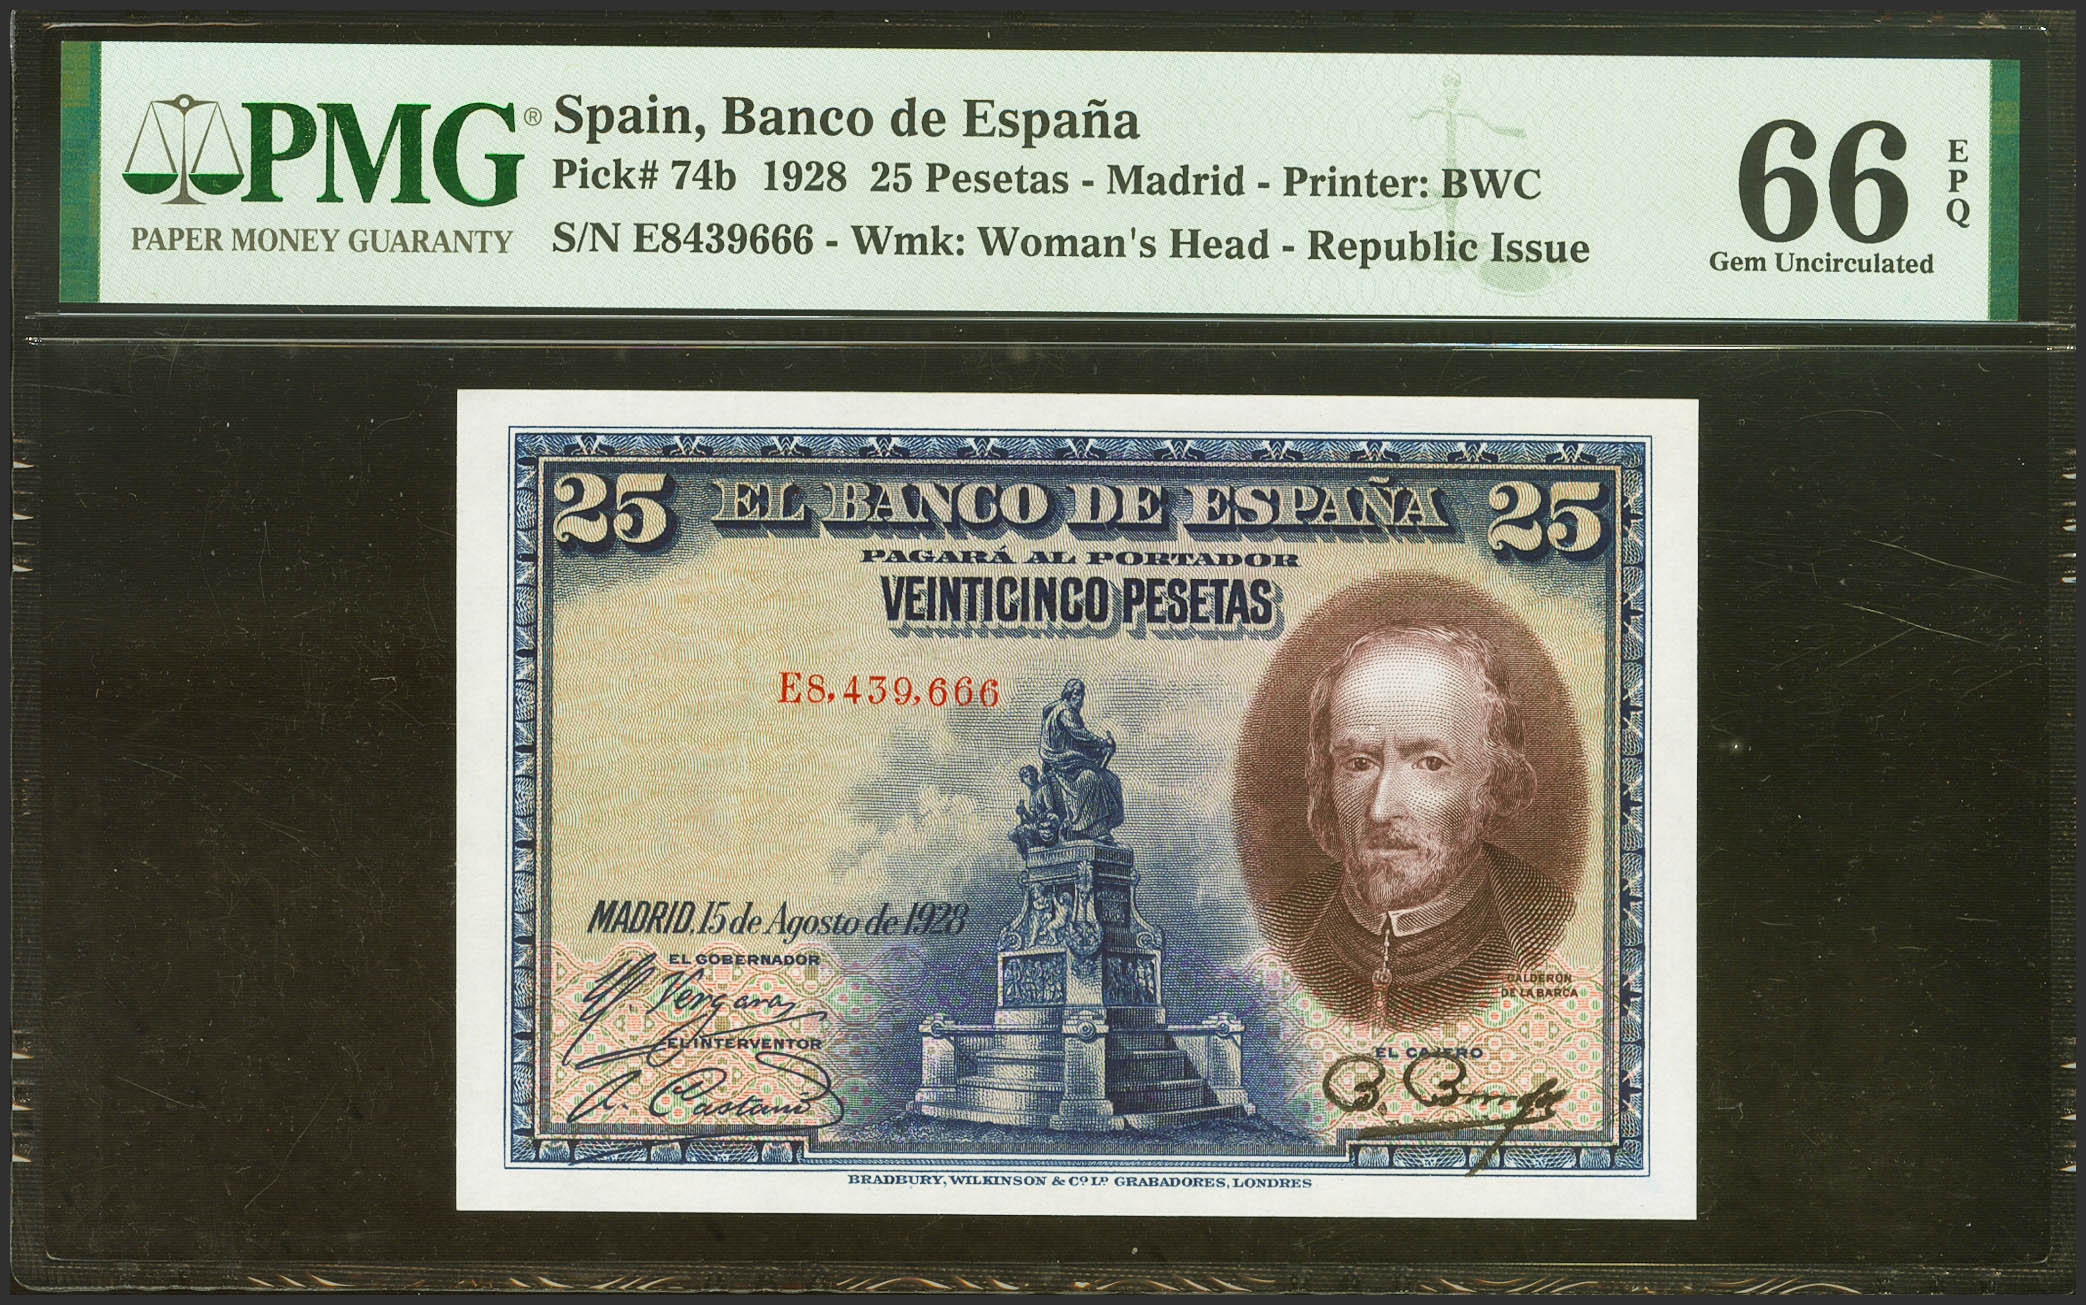 PMG®
PAPER MONEY GUARANTY
Spain, Banco de España
Pick# 74b 1928 25 Pesetas - Madrid - Printer: BWC
S/N E8439666 - Wmk: Woman's Head - Republic Issue
66
EPQ
Gem Uncirculated
25 EL BANCO DE ESPAÑA 25
PAGARÁ AL PORTADOR
VEINTICINCO PESETAS
E8,439,666
MADRID, 15 de Agosto de 1928
EL GOBERNADOR
Vergara
EL INTERVENTOR
A. Castaño
CALDERÓN
DE LA BARCA
EL CAJERO
BRADBURY, WILKINSON & Cº Lº GRABADORES, LONDRES